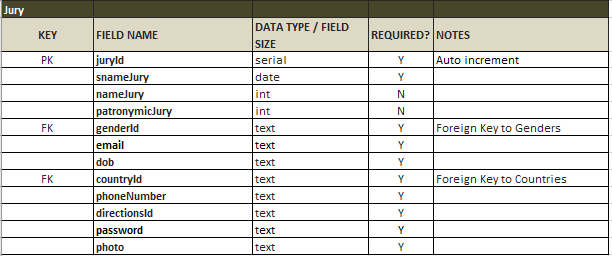 Jury
KEY FIELD NAME DATA TYPE / FIELD SIZE REQUIRED? NOTES
PK juryId serial Y Auto increment
snameJury date Y
nameJury int N
patronymicJury int N
FK genderId text Y Foreign Key to Genders
email text Y
dob text Y
FK countryId text Y Foreign Key to Countries
phoneNumber text Y
directionsId text Y
password text Y
photo text Y